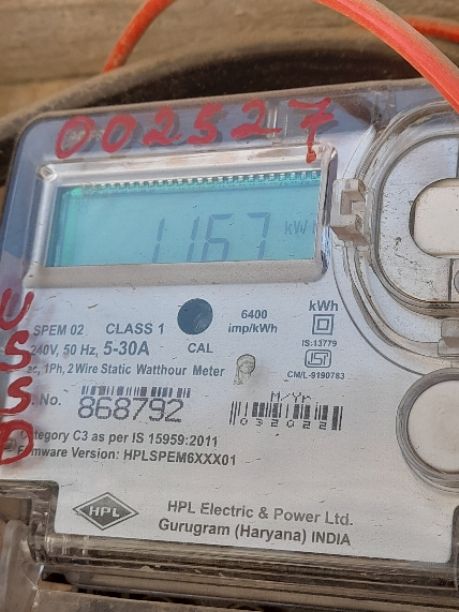 002527
1167 kWh
USSD
SPEM 02 CLASS 1 6400 imp/kWh kWh
240V, 50 Hz, 5-30A CAL IS:13779
ac, 1Ph, 2 Wire Static Watthour Meter CM/L-9190783
S. No. 868792 M/Yr 032022
Category C3 as per IS 15959:2011
Firmware Version: HPLSPEM6XXX01
HPL HPL Electric & Power Ltd.
Gurugram (Haryana) INDIA